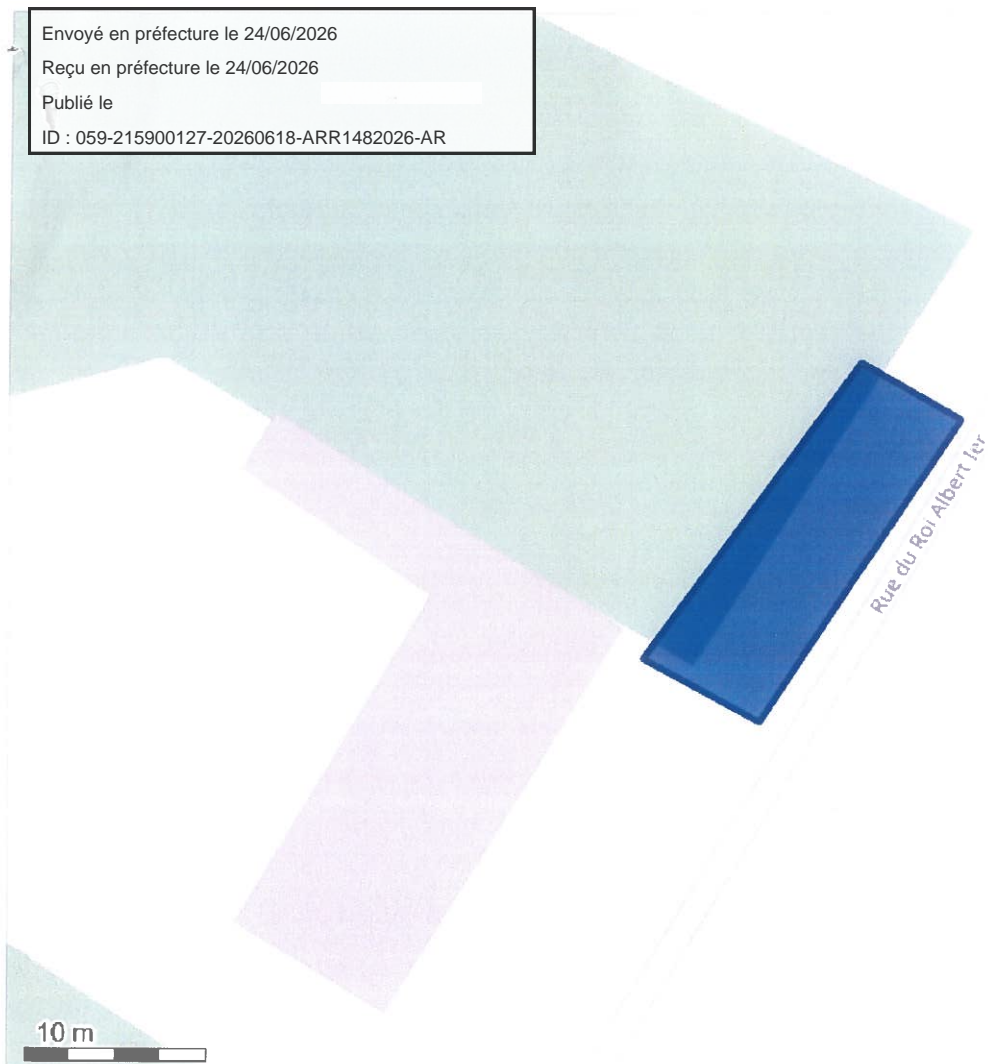 Envoyé en préfecture le 24/06/2026
Reçu en préfecture le 24/06/2026
Publié le
ID : 059-215900127-20260618-ARR1482026-AR
Rue du Roi Albert Ier
10 m